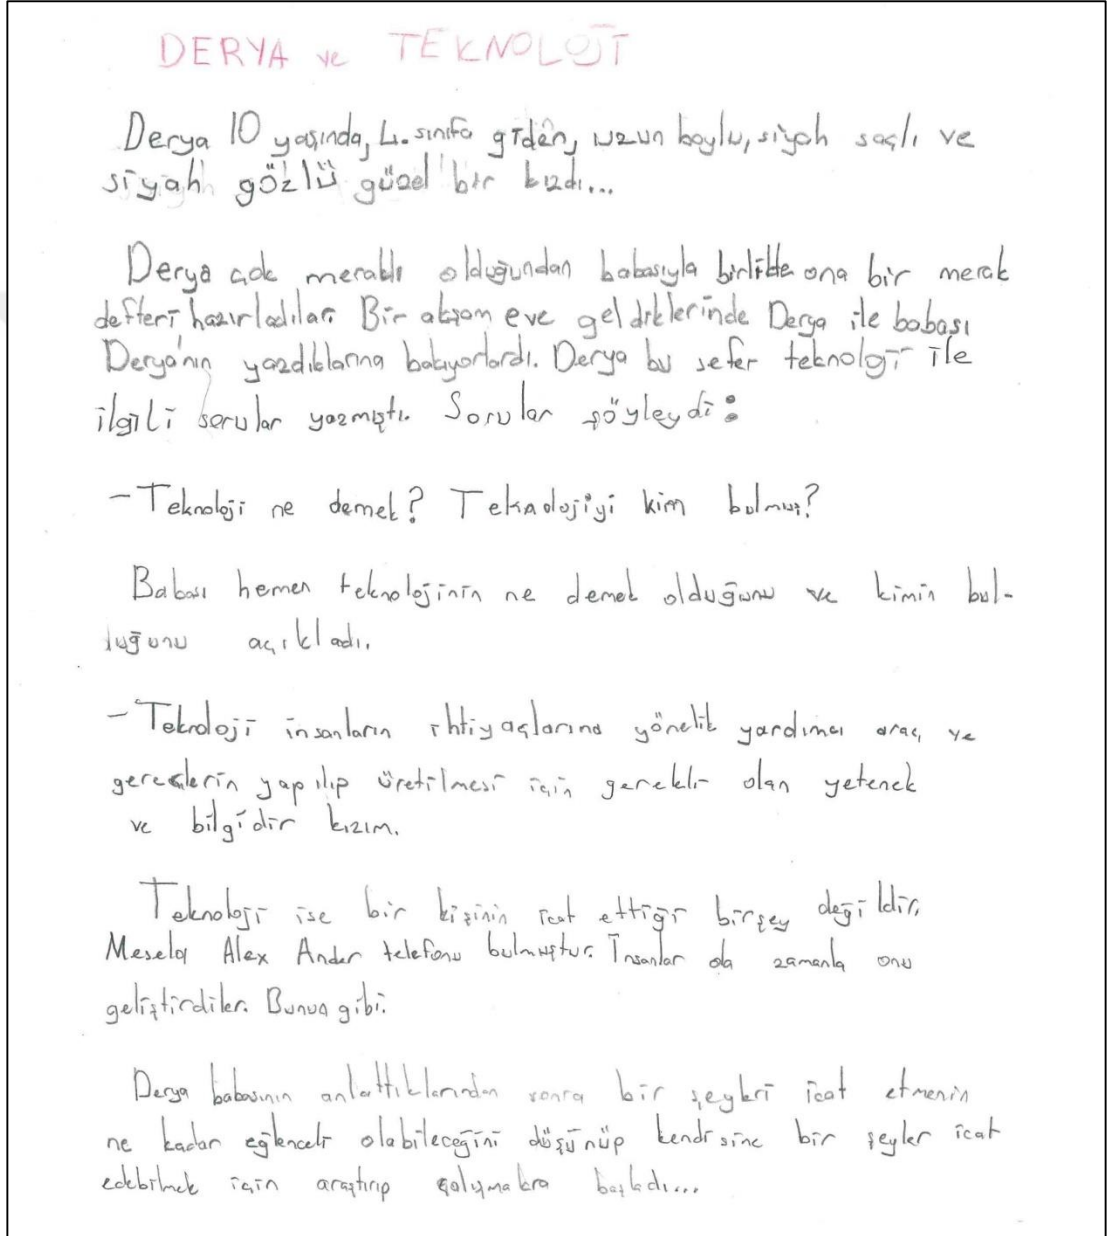 DERYA ve TEKNOLOJİ
Derya 10 yaşında, 4. sınıfa giden, uzun boylu, siyah saçlı ve
siyah gözlü güzel bir kızdı...
Derya çok meraklı olduğundan babasıyla birlikte ona bir merak
defteri hazırladılar. Bir akşam eve geldiklerinde Derya ile babası
Derya'nın yazdıklarına bakıyorlardı. Derya bu sefer teknolgi ile
ilgili sorular yazmıştı. Sorular şöyleydi:
- Teknoloji ne demek? Teknolojiyi kim bulmuş?
Babası hemen teknolojinin ne demek olduğunu ve kimin bul-
duğunu açıkladı.
- Teknoloji insanların ihtiyaçlarına yönelik yardımcı araç ve
gereçlerin yapılıp üretilmesi için gerekli olan yetenek
ve bilgidir kızım.
Teknoloji ise bir kişinin icat ettiği birşey değildir.
Mesela Alex Ander telefonu bulmuştur. İnsanlar da zamanla onu
geliştirdiler. Bunun gibi.
Derya babasının anlattıklarından sonra bir şeyleri icat etmenin
ne kadar eğlenceli olabileceğini düşünüp kendisine bir şeyler icat
edebilmek için araştırıp çalışmakra başladı...